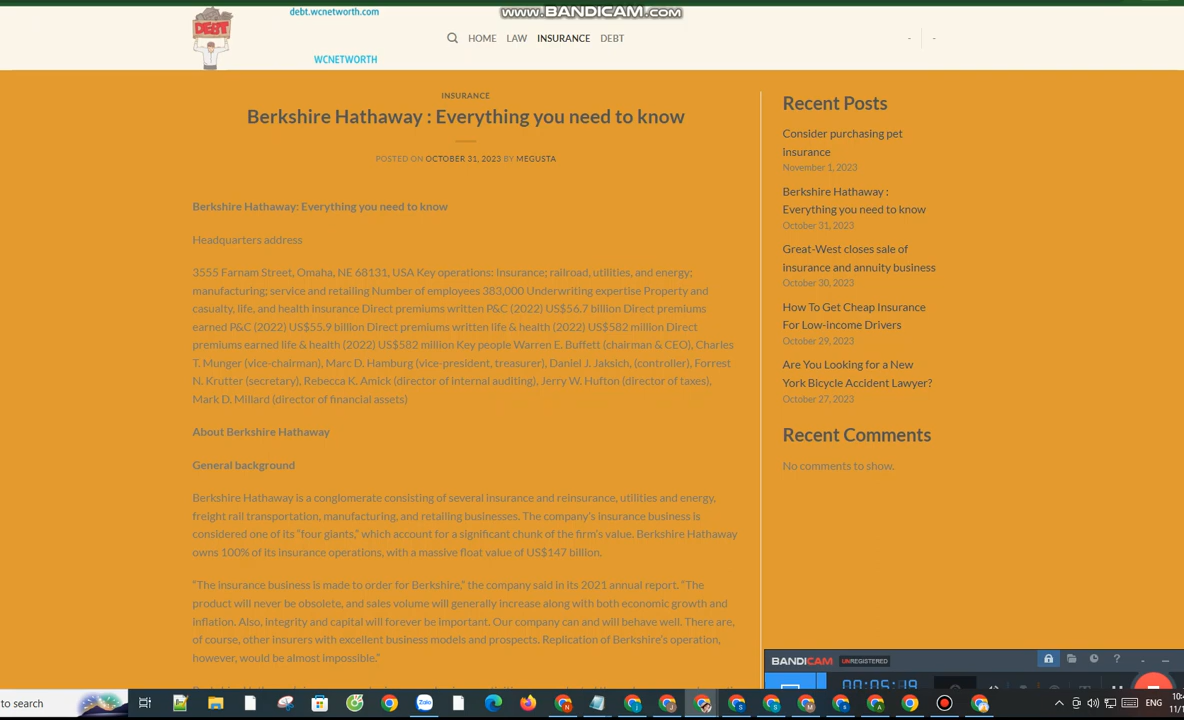 debt.wcnetworth.com
www.BANDICAM.com
DEBT
HOME LAW INSURANCE DEBT
- -
WCNETWORTH
INSURANCE
Berkshire Hathaway : Everything you need to know
POSTED ON OCTOBER 31, 2023 BY MEGUSTA
Berkshire Hathaway: Everything you need to know
Headquarters address
3555 Farnam Street, Omaha, NE 68131, USA Key operations: Insurance; railroad, utilities, and energy;
manufacturing; service and retailing Number of employees 383,000 Underwriting expertise Property and
casualty, life, and health insurance Direct premiums written P&C (2022) US$56.7 billion Direct premiums
earned P&C (2022) US$55.9 billion Direct premiums written life & health (2022) US$582 million Direct
premiums earned life & health (2022) US$582 million Key people Warren E. Buffett (chairman & CEO), Charles
T. Munger (vice-chairman), Marc D. Hamburg (vice-president, treasurer), Daniel J. Jaksich, (controller), Forrest
N. Krutter (secretary), Rebecca K. Amick (director of internal auditing), Jerry W. Hufton (director of taxes),
Mark D. Millard (director of financial assets)
About Berkshire Hathaway
General background
Berkshire Hathaway is a conglomerate consisting of several insurance and reinsurance, utilities and energy,
freight rail transportation, manufacturing, and retailing businesses. The company's insurance business is
considered one of its “four giants,” which account for a significant chunk of the firm's value. Berkshire Hathaway
owns 100% of its insurance operations, with a massive float value of US$147 billion.
“The insurance business is made to order for Berkshire,” the company said in its 2021 annual report. “The
product will never be obsolete, and sales volume will generally increase along with both economic growth and
inflation. Also, integrity and capital will forever be important. Our company can and will behave well. There are,
of course, other insurers with excellent business models and prospects. Replication of Berkshire's operation,
however, would be almost impossible.”
Recent Posts
Consider purchasing pet
insurance
November 1, 2023
Berkshire Hathaway :
Everything you need to know
October 31, 2023
Great-West closes sale of
insurance and annuity business
October 30, 2023
How To Get Cheap Insurance
For Low-income Drivers
October 29, 2023
Are You Looking for a New
York Bicycle Accident Lawyer?
October 27, 2023
Recent Comments
No comments to show.
BANDICAM UNREGISTERED
to search
Zalo
ENG